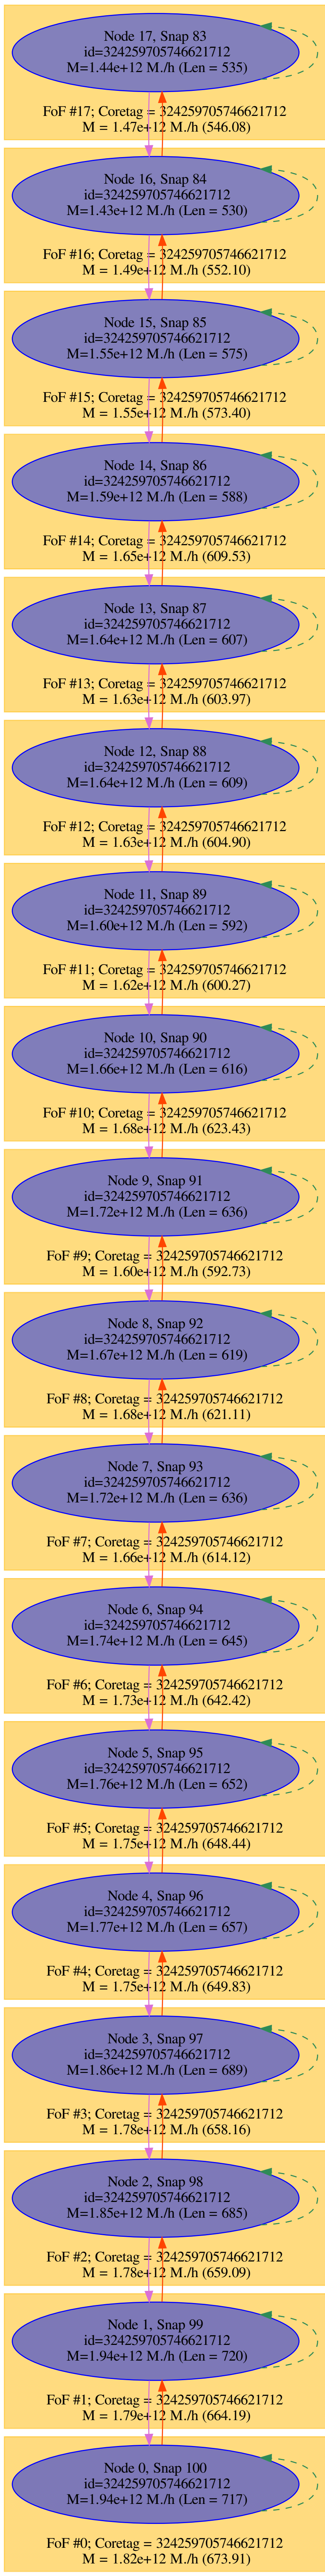 Node 17, Snap 83
id=324259705746621712
M=1.44e+12 M./h (Len = 535)
FoF #17; Coretag = 324259705746621712
M = 1.47e+12 M./h (546.08)
Node 16, Snap 84
id=324259705746621712
M=1.43e+12 M./h (Len = 530)
FoF #16; Coretag = 324259705746621712
M = 1.49e+12 M./h (552.10)
Node 15, Snap 85
id=324259705746621712
M=1.55e+12 M./h (Len = 575)
FoF #15; Coretag = 324259705746621712
M = 1.55e+12 M./h (573.40)
Node 14, Snap 86
id=324259705746621712
M=1.59e+12 M./h (Len = 588)
FoF #14; Coretag = 324259705746621712
M = 1.65e+12 M./h (609.53)
Node 13, Snap 87
id=324259705746621712
M=1.64e+12 M./h (Len = 607)
FoF #13; Coretag = 324259705746621712
M = 1.63e+12 M./h (603.97)
Node 12, Snap 88
id=324259705746621712
M=1.64e+12 M./h (Len = 609)
FoF #12; Coretag = 324259705746621712
M = 1.63e+12 M./h (604.90)
Node 11, Snap 89
id=324259705746621712
M=1.60e+12 M./h (Len = 592)
FoF #11; Coretag = 324259705746621712
M = 1.62e+12 M./h (600.27)
Node 10, Snap 90
id=324259705746621712
M=1.66e+12 M./h (Len = 616)
FoF #10; Coretag = 324259705746621712
M = 1.68e+12 M./h (623.43)
Node 9, Snap 91
id=324259705746621712
M=1.72e+12 M./h (Len = 636)
FoF #9; Coretag = 324259705746621712
M = 1.60e+12 M./h (592.73)
Node 8, Snap 92
id=324259705746621712
M=1.67e+12 M./h (Len = 619)
FoF #8; Coretag = 324259705746621712
M = 1.68e+12 M./h (621.11)
Node 7, Snap 93
id=324259705746621712
M=1.72e+12 M./h (Len = 636)
FoF #7; Coretag = 324259705746621712
M = 1.66e+12 M./h (614.12)
Node 6, Snap 94
id=324259705746621712
M=1.74e+12 M./h (Len = 645)
FoF #6; Coretag = 324259705746621712
M = 1.73e+12 M./h (642.42)
Node 5, Snap 95
id=324259705746621712
M=1.76e+12 M./h (Len = 652)
FoF #5; Coretag = 324259705746621712
M = 1.75e+12 M./h (648.44)
Node 4, Snap 96
id=324259705746621712
M=1.77e+12 M./h (Len = 657)
FoF #4; Coretag = 324259705746621712
M = 1.75e+12 M./h (649.83)
Node 3, Snap 97
id=324259705746621712
M=1.86e+12 M./h (Len = 689)
FoF #3; Coretag = 324259705746621712
M = 1.78e+12 M./h (658.16)
Node 2, Snap 98
id=324259705746621712
M=1.85e+12 M./h (Len = 685)
FoF #2; Coretag = 324259705746621712
M = 1.78e+12 M./h (659.09)
Node 1, Snap 99
id=324259705746621712
M=1.94e+12 M./h (Len = 720)
FoF #1; Coretag = 324259705746621712
M = 1.79e+12 M./h (664.19)
Node 0, Snap 100
id=324259705746621712
M=1.94e+12 M./h (Len = 717)
FoF #0; Coretag = 324259705746621712
M = 1.82e+12 M./h (673.91)